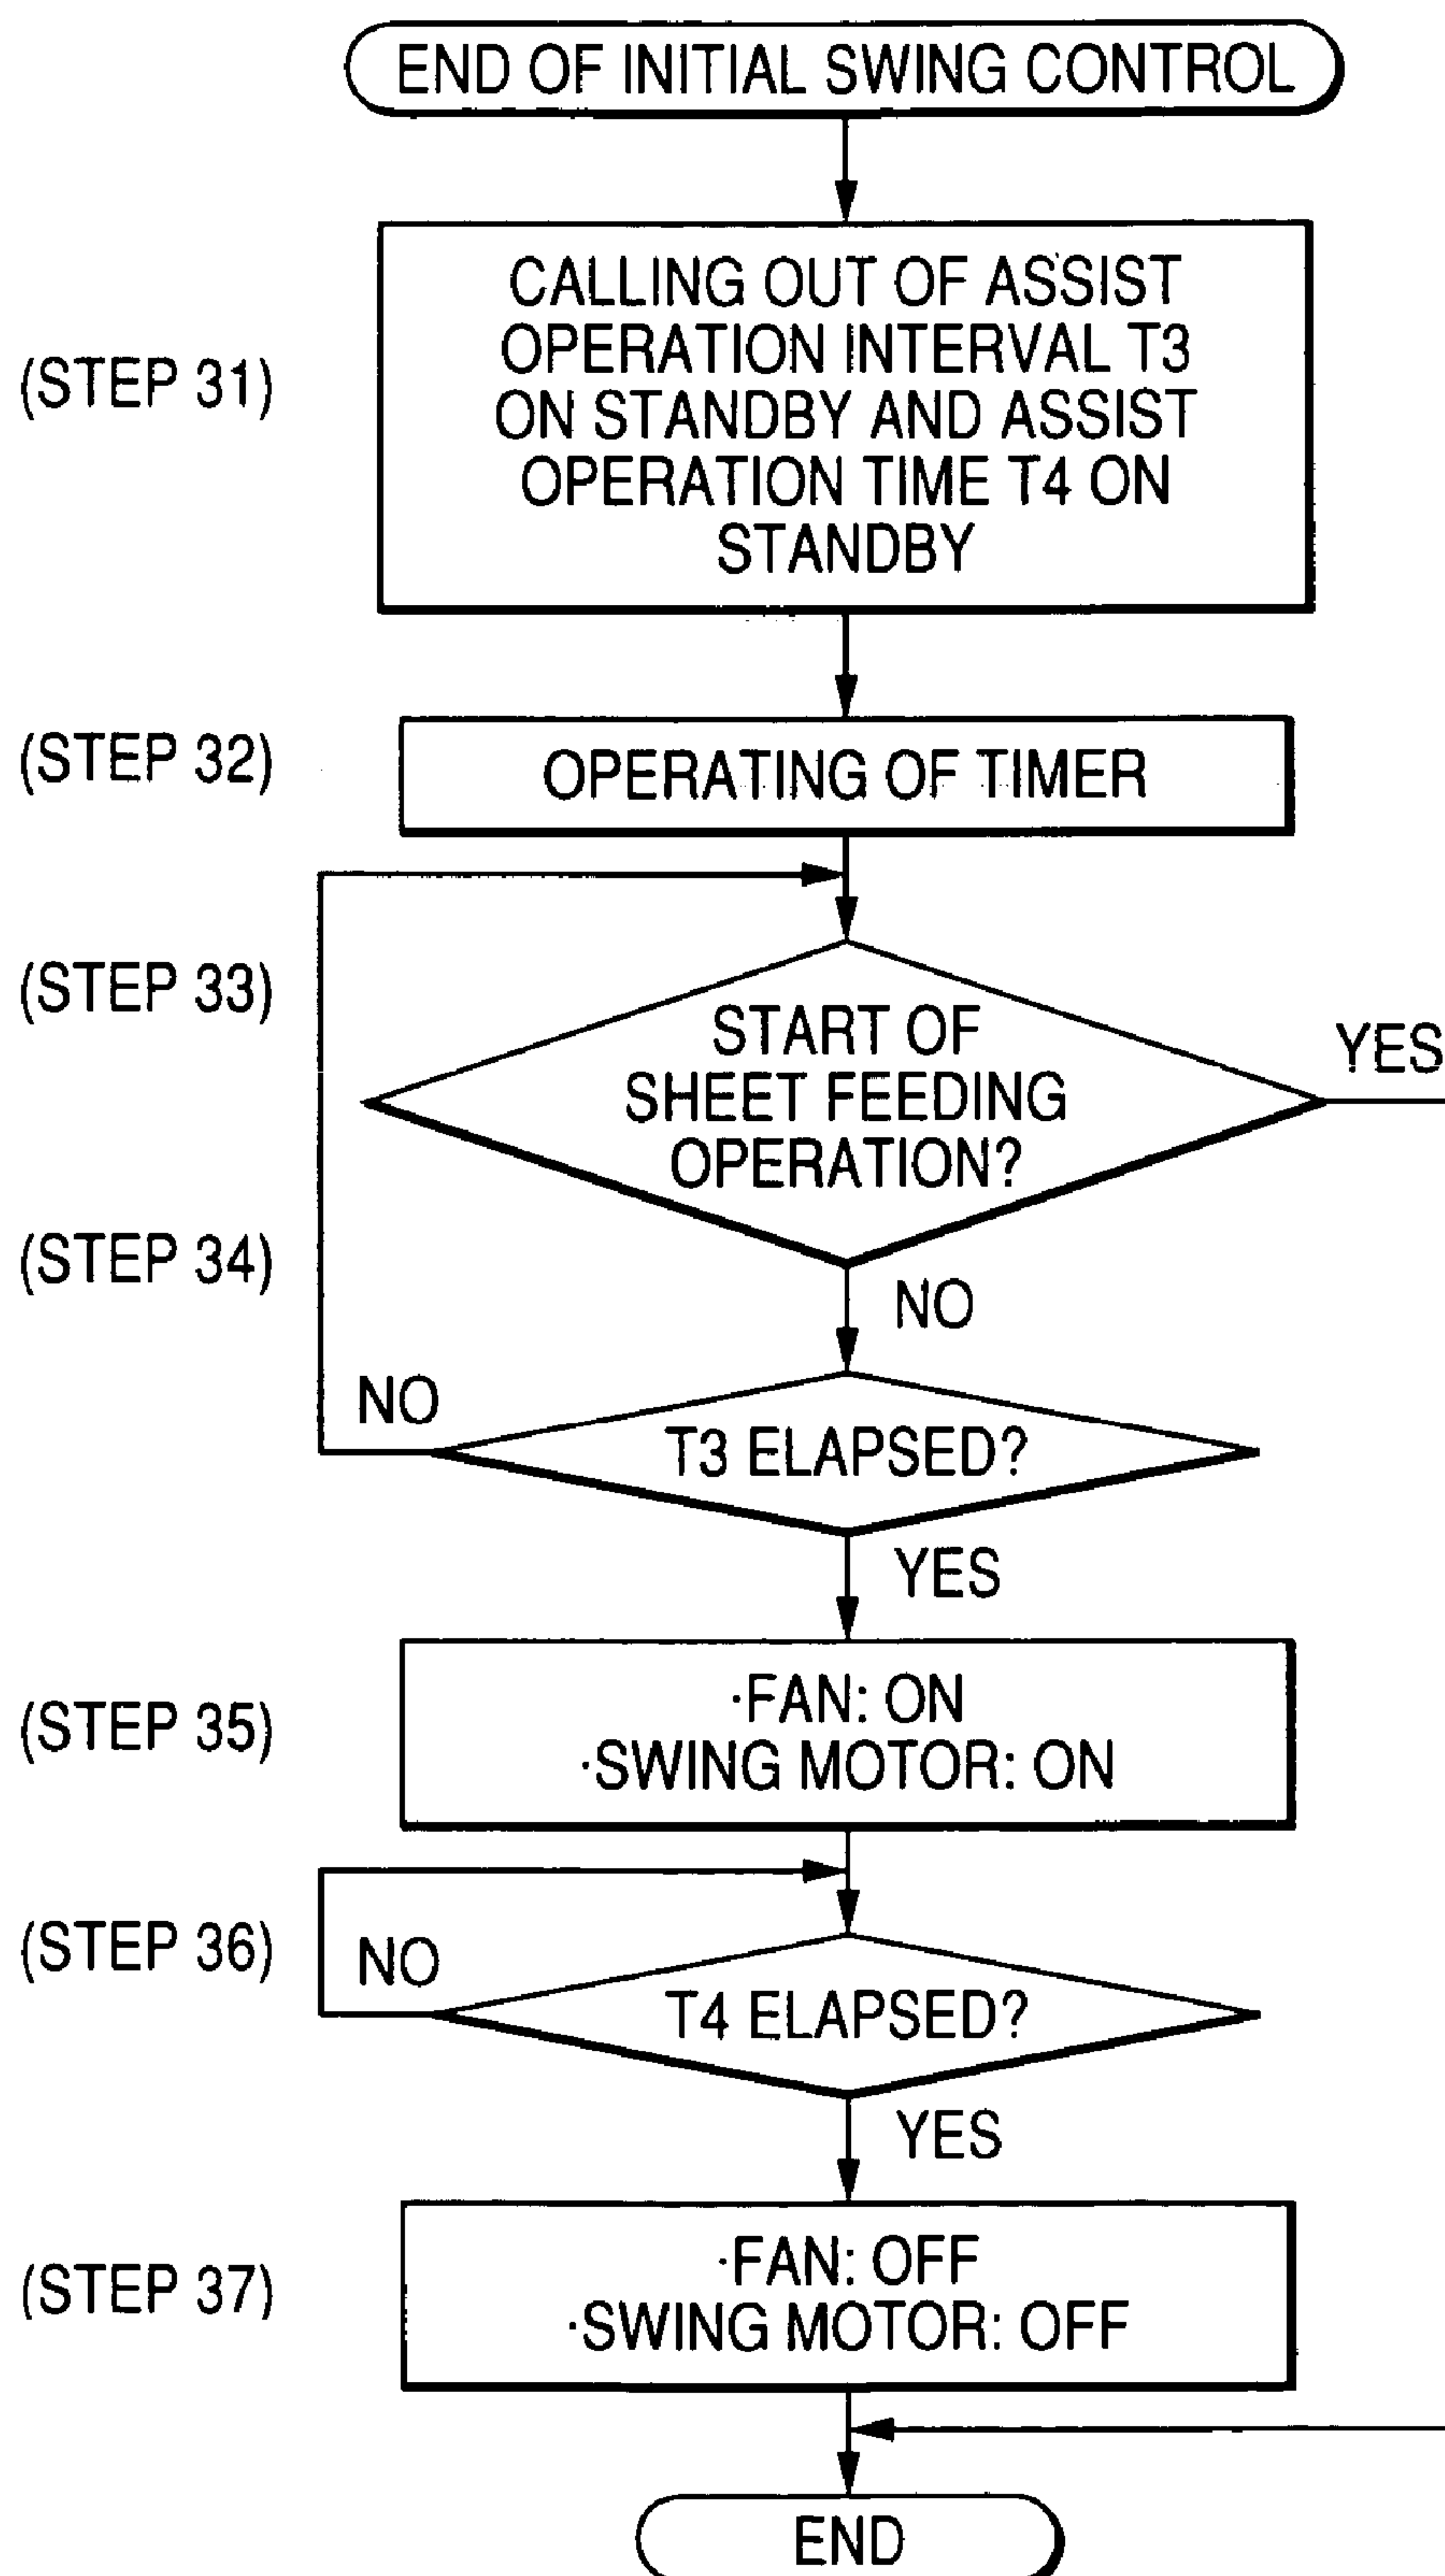 END OF INITIAL SWING CONTROL
(STEP 31)
CALLING OUT OF ASSIST
OPERATION INTERVAL T3
ON STANDBY AND ASSIST
OPERATION TIME T4 ON
STANDBY
(STEP 32)
OPERATING OF TIMER
(STEP 33)
START OF
SHEET FEEDING
OPERATION?
YES
(STEP 34)
NO
NO
T3 ELAPSED?
YES
(STEP 35)
·FAN: ON
·SWING MOTOR: ON
(STEP 36)
NO
T4 ELAPSED?
YES
(STEP 37)
·FAN: OFF
·SWING MOTOR: OFF
END